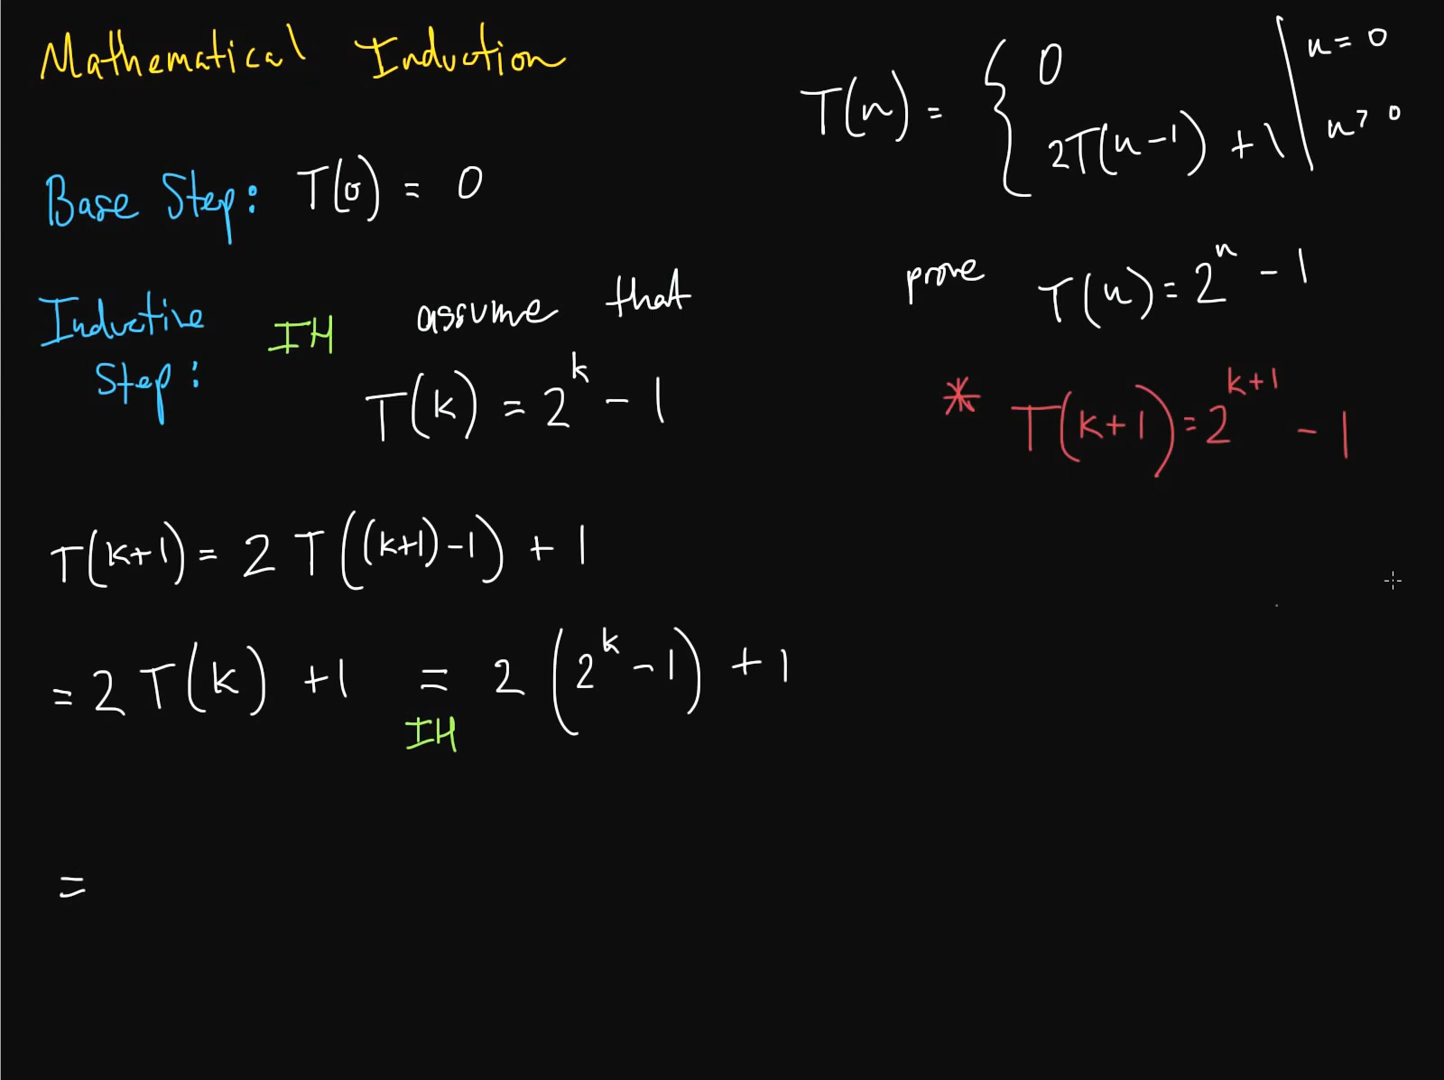 Mathematical Induction
T(n) = { 0 | n = 0
2T(n-1) + 1 | n > 0
Base Step: T(0) = 0
prove T(n) = 2^n - 1
Inductive Step: IH assume that
T(k) = 2^k - 1
* T(k+1) = 2^{k+1} - 1
T(k+1) = 2 T((k+1)-1) + 1
= 2 T(k) + 1 = 2 (2^k - 1) + 1
IH
=